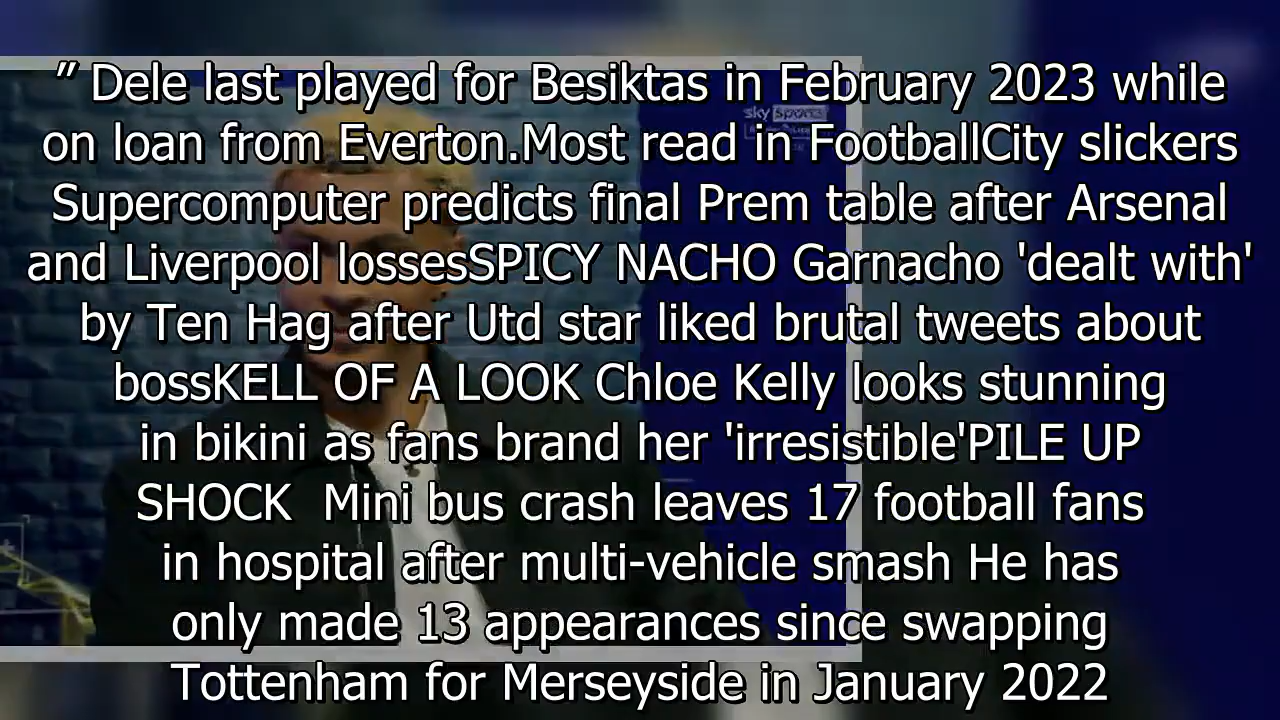 ” Dele last played for Besiktas in February 2023 while
on loan from Everton.Most read in FootballCity slickers
Supercomputer predicts final Prem table after Arsenal
and Liverpool lossesSPICY NACHO Garnacho 'dealt with'
by Ten Hag after Utd star liked brutal tweets about
bossKELL OF A LOOK Chloe Kelly looks stunning
in bikini as fans brand her 'irresistible'PILE UP
SHOCK  Mini bus crash leaves 17 football fans
in hospital after multi-vehicle smash He has
only made 13 appearances since swapping
Tottenham for Merseyside in January 2022
sky sports